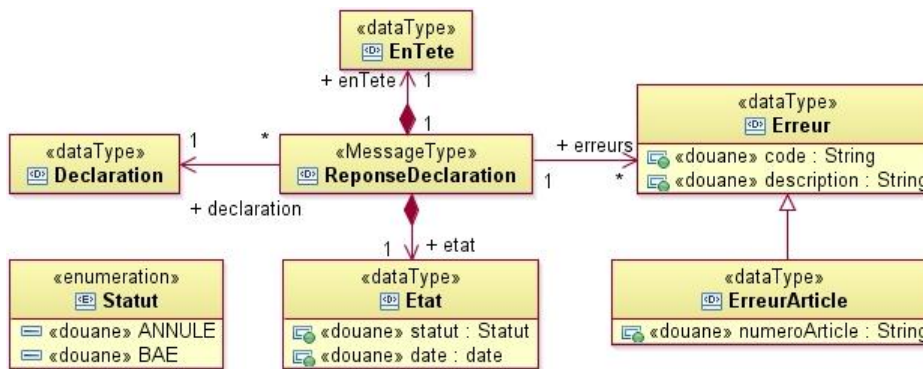 «dataType»
EnTete
+ enTete
1
1
«dataType»
Declaration
1
*
+ declaration
«MessageType»
ReponseDeclaration
+ erreurs
1
*
«dataType»
Erreur
«douane» code : String
«douane» description : String
1
+ etat
«enumeration»
Statut
«douane» ANNULE
«douane» BAE
«dataType»
Etat
«douane» statut : Statut
«douane» date : date
«dataType»
ErreurArticle
«douane» numeroArticle : String